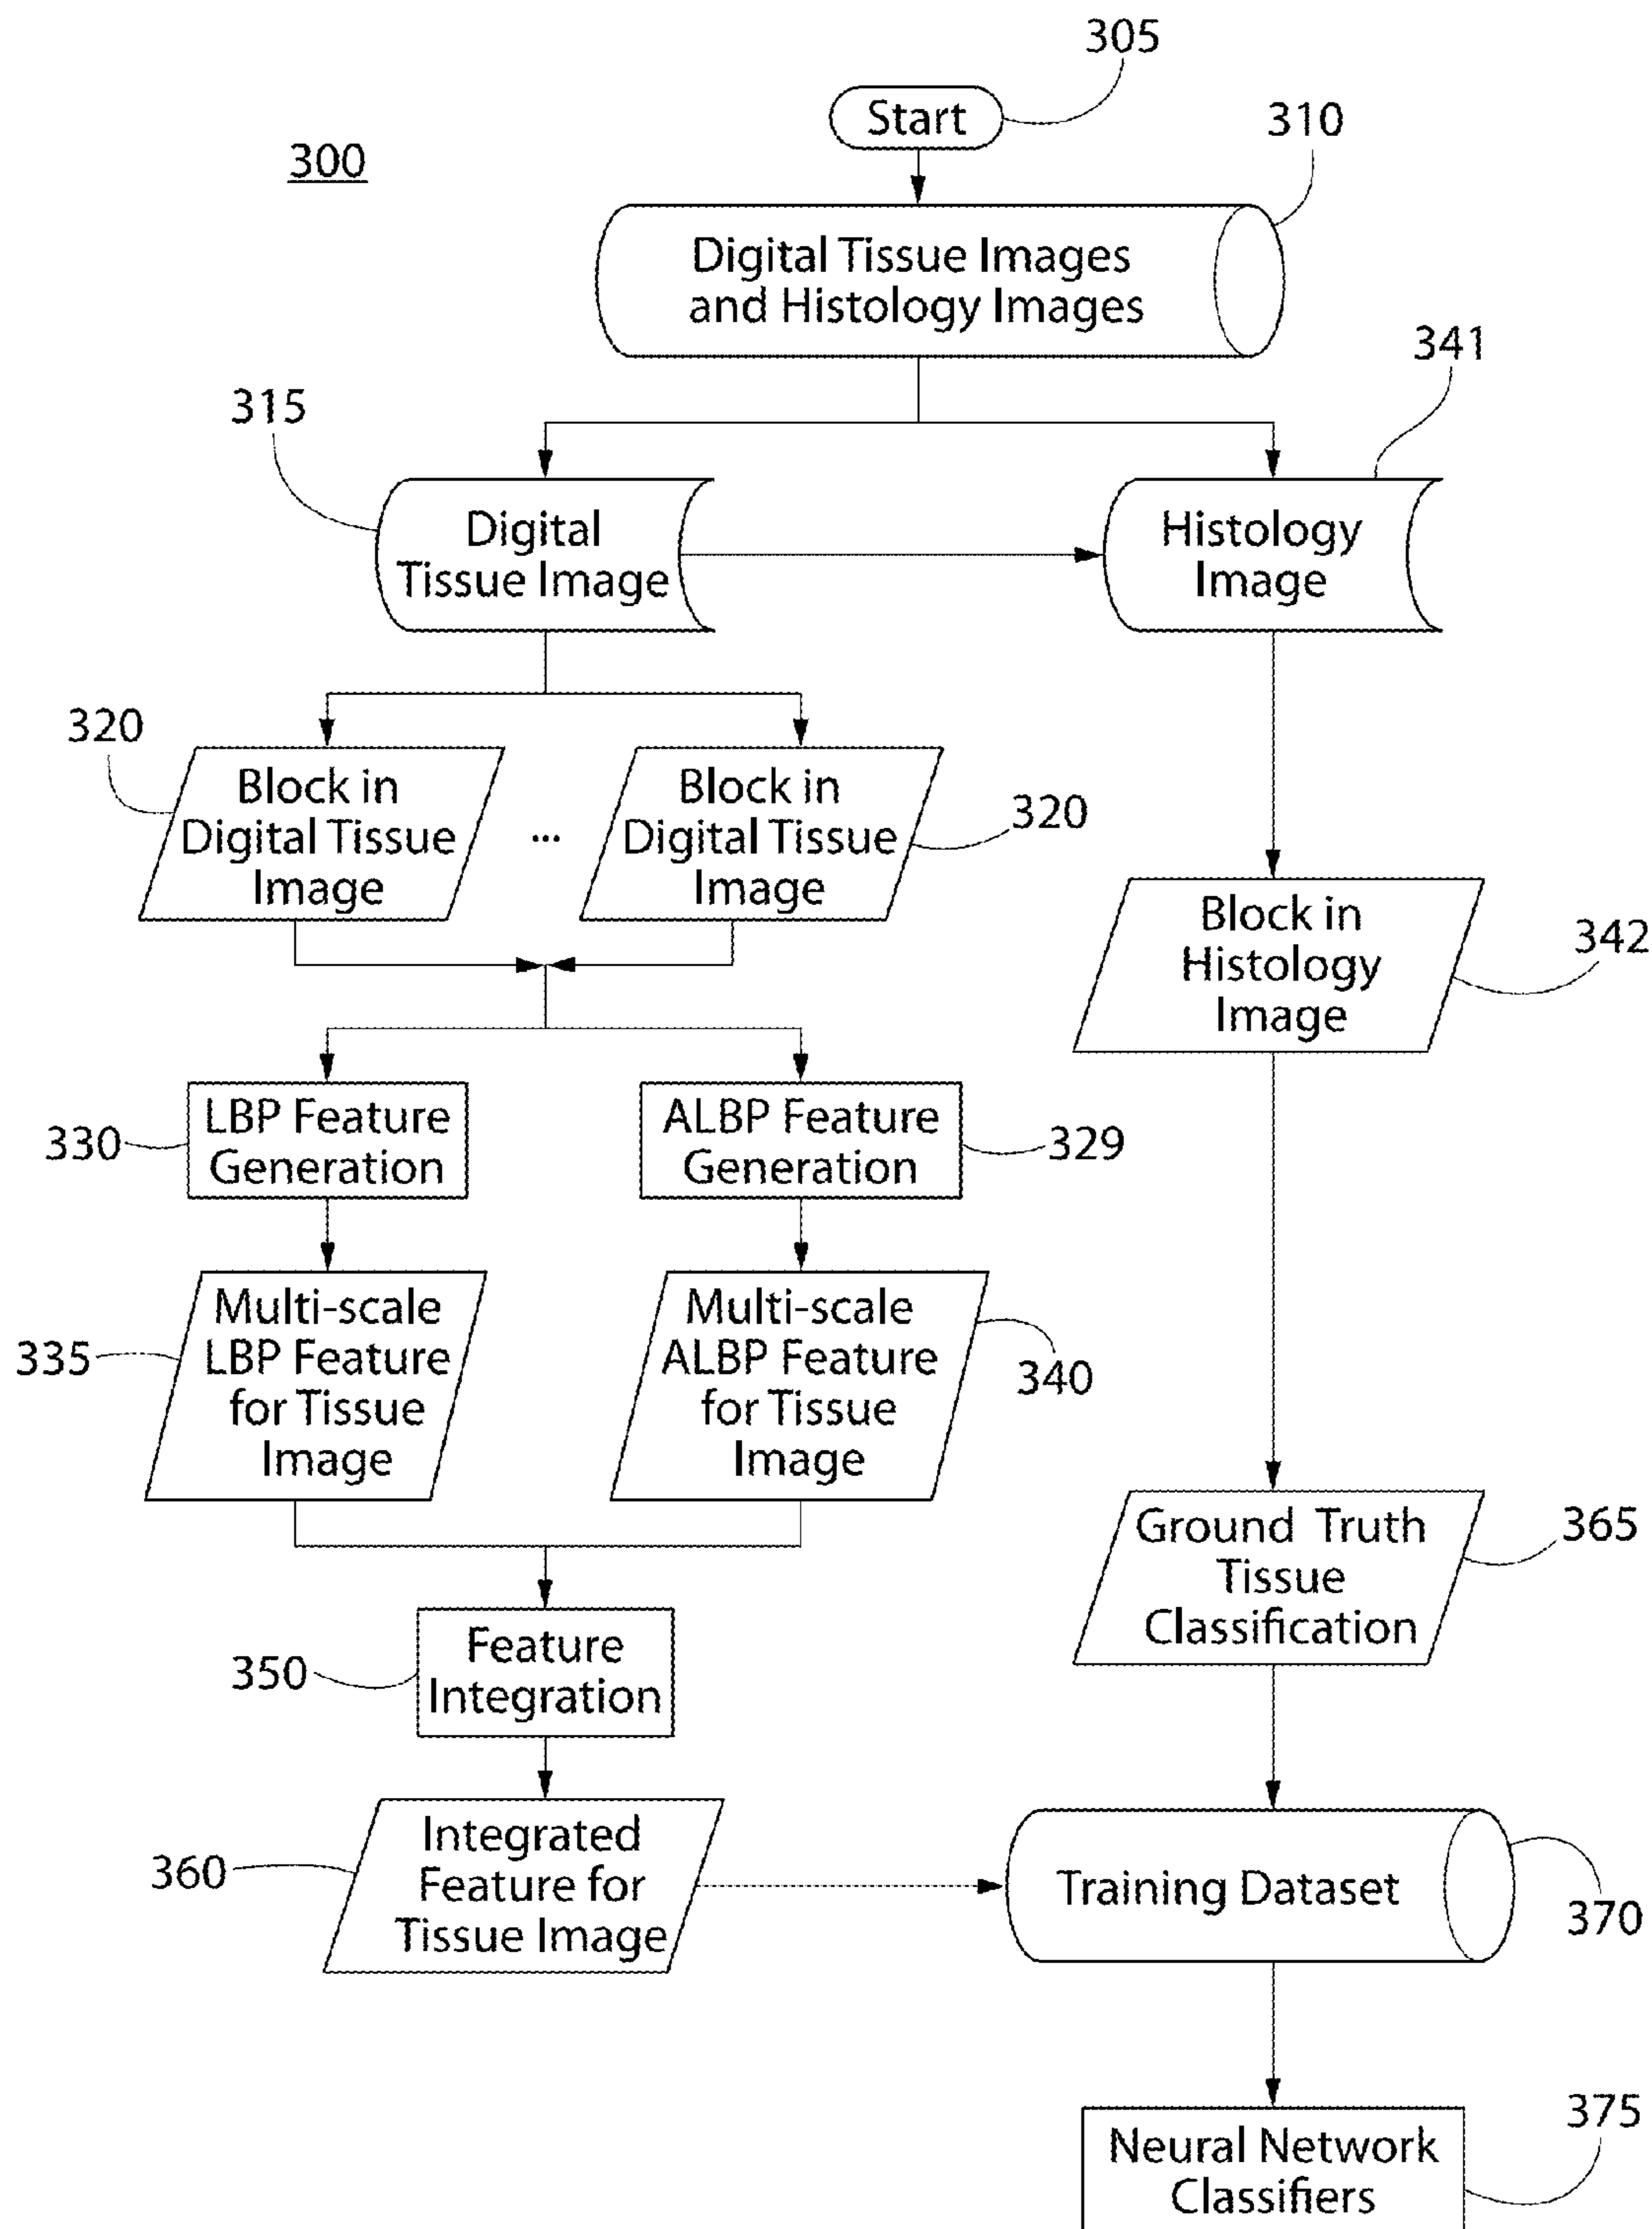 305
Start
310
300
Digital Tissue Images
and Histology Images
341
315
Digital
Tissue Image
Histology
Image
320
Block in
Digital Tissue
Image
...
Block in
Digital Tissue
Image
320
Block in
Histology
Image
342
330
LBP Feature
Generation
ALBP Feature
Generation
329
335
Multi-scale
LBP Feature
for Tissue
Image
Multi-scale
ALBP Feature
for Tissue
Image
340
Ground Truth
Tissue
Classification
365
350
Feature
Integration
360
Integrated
Feature for
Tissue Image
Training Dataset
370
375
Neural Network
Classifiers